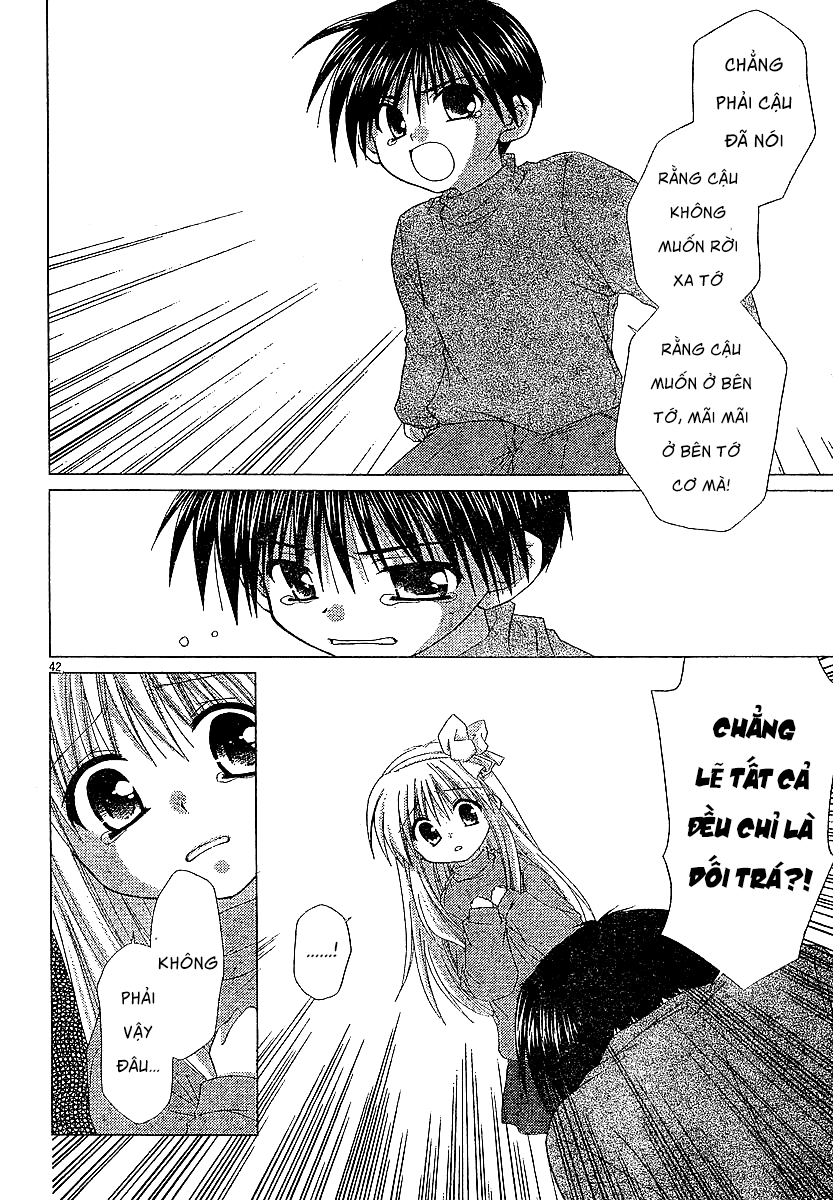 CHẲNG
PHẢI CẬU
ĐÃ NÓI
RẰNG CẬU
KHÔNG
MUỐN RỜI
XA TỚ
RẰNG CẬU
MUỐN Ở BÊN
TỚ, MÃI MÃI
Ở BÊN TỚ
CƠ MÀ!
42
CHẲNG
LẼ TẤT CẢ
ĐỀU CHỈ LÀ
DỐI TRÁ?!
.......!
KHÔNG
PHẢI
VẬY
ĐÂU...